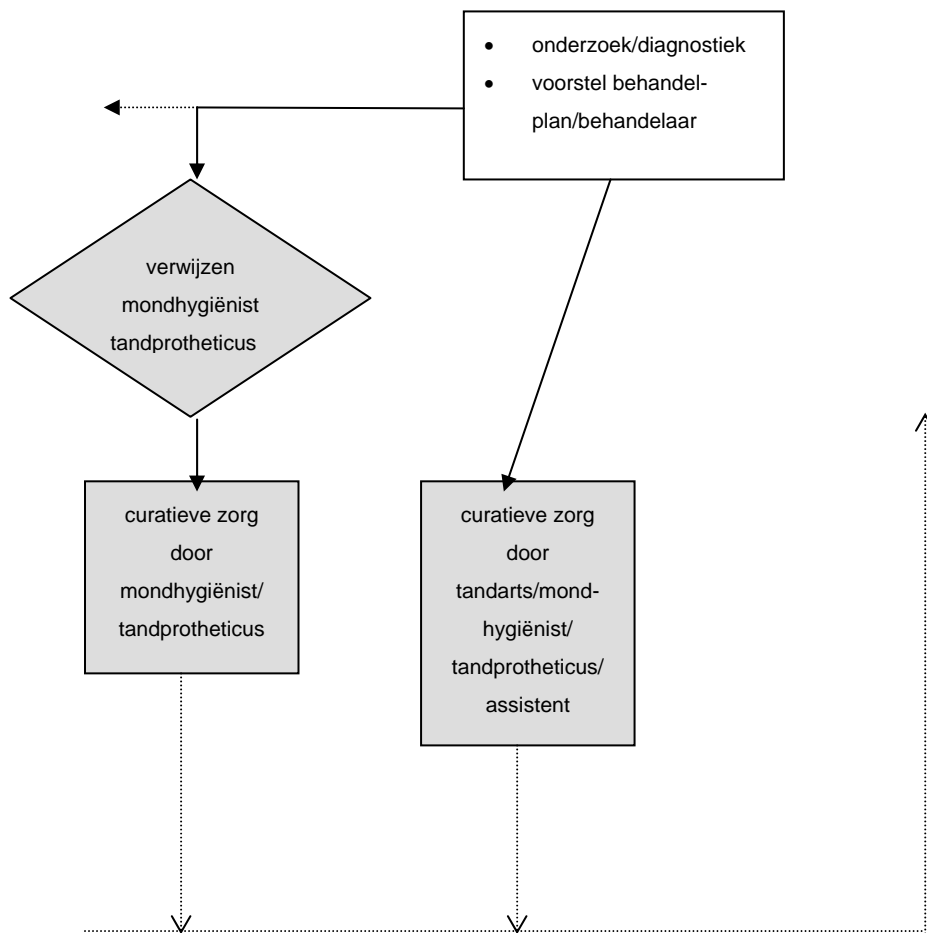 • onderzoek/diagnostiek
• voorstel behandel-
plan/behandelaar
verwijzen
mondhygiënist
tandprotheticus
curatieve zorg
door
mondhygiënist/
tandprotheticus
curatieve zorg
door
tandarts/mond-
hygiënist/
tandprotheticus/
assistent